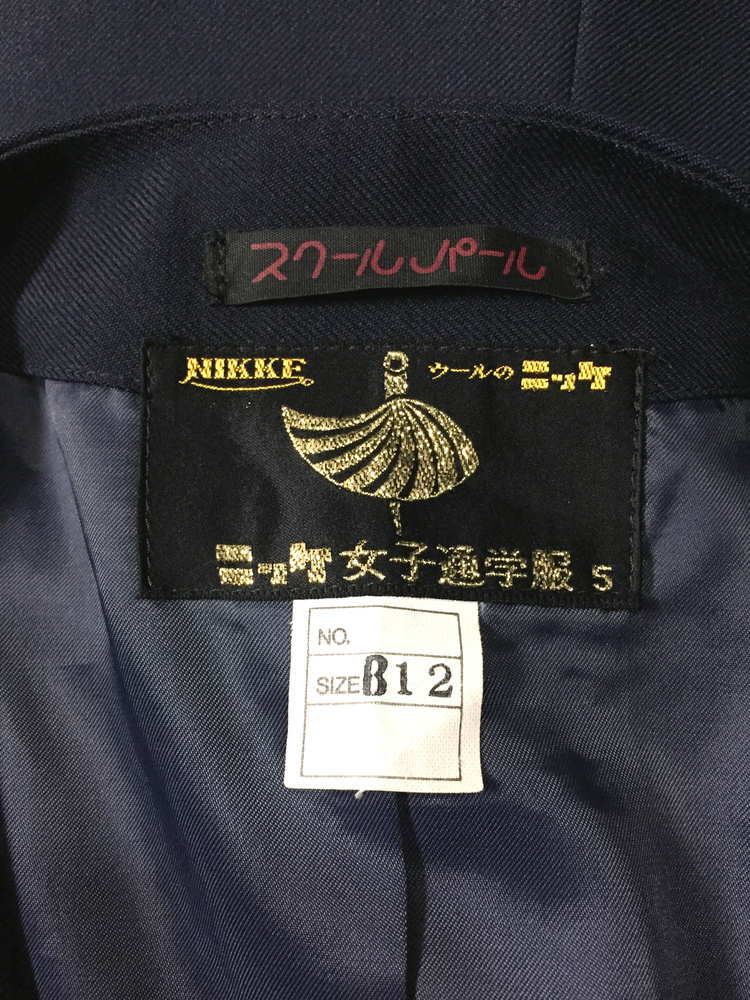 スクールパール
NIKKE ウールのニッケ
ニッケ女子通学服 5
NO.
SIZE B12